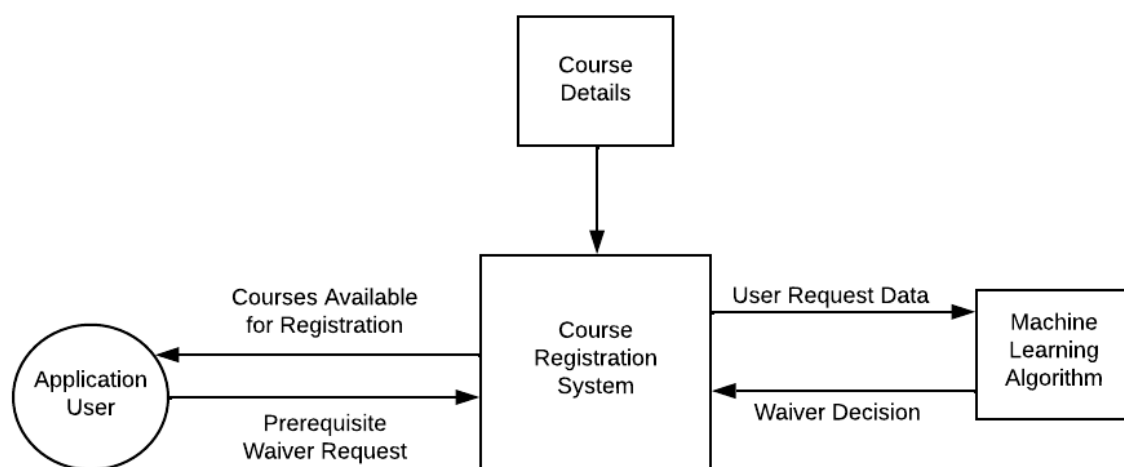 Course
Details
Courses Available
for Registration
User Request Data
Course
Registration
System
Machine
Learning
Algorithm
Application
User
Prerequisite
Waiver Request
Waiver Decision